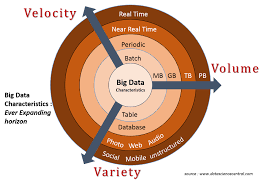 Velocity
Real Time
Near Real Time
Periodic
Batch
Big Data
Characteristics
MB GB TB PB
Volume
Big Data
Characteristics :
Ever Expanding
horizon
Table
Database
Photo Web Audio
Social Mobile unstructured
Variety